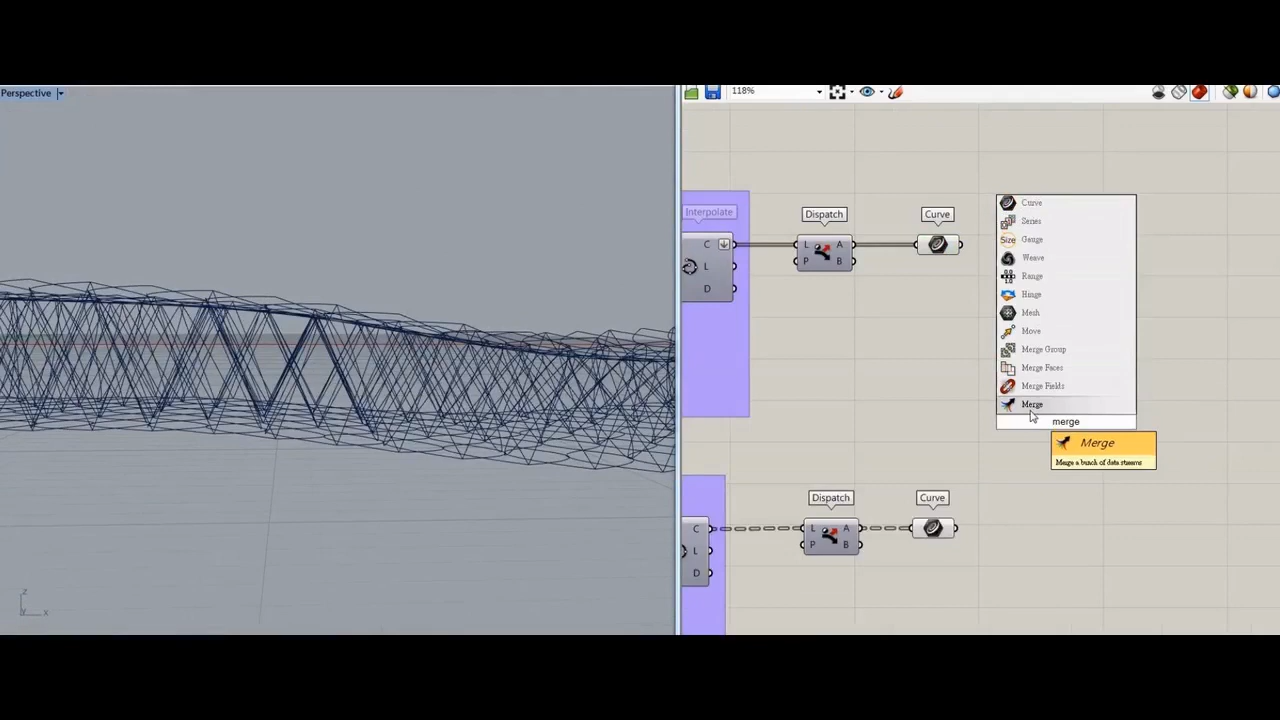 Perspective
118%
Interpolate
Dispatch
Curve
C
L
D
L
P
A
B
Curve
Series
Size
Gauge
Weave
Range
Hinge
Mesh
Move
Merge Group
Merge Faces
Merge Fields
Merge
merge
Merge
Merge a bunch of data streams
Dispatch
Curve
C
L
D
L
P
A
B
z
y
x